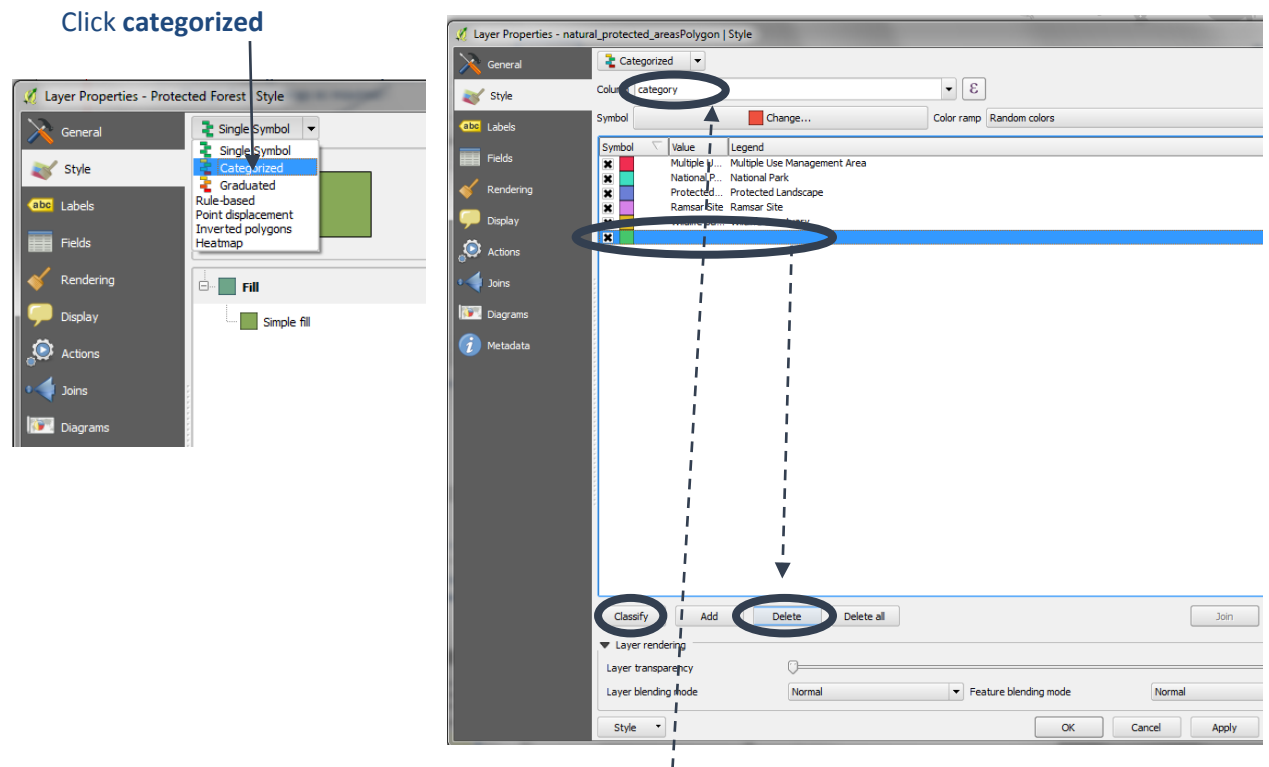 Click categorized
Layer Properties - Protected Forest Style
General
Style
Labels
Fields
Rendering
Display
Actions
Joins
Diagrams
Single Symbol
Single Symbol
Categorized
Graduated
Rule-based
Point displacement
Inverted polygons
Heatmap
Fill
Simple fill
Layer Properties - natural_protected_areasPolygon | Style
General
Style
Labels
Fields
Rendering
Display
Actions
Joins
Diagrams
Metadata
Categorized
category
Symbol Change... Color ramp Random colors
Symbol Value Legend
Multiple U... Multiple Use Management Area
National P... National Park
Protected... Protected Landscape
Ramsar Site Ramsar Site
Classify Add Delete Delete all Join
Layer rendering
Layer transparency
Layer blending mode Normal Feature blending mode Normal
Style OK Cancel Apply